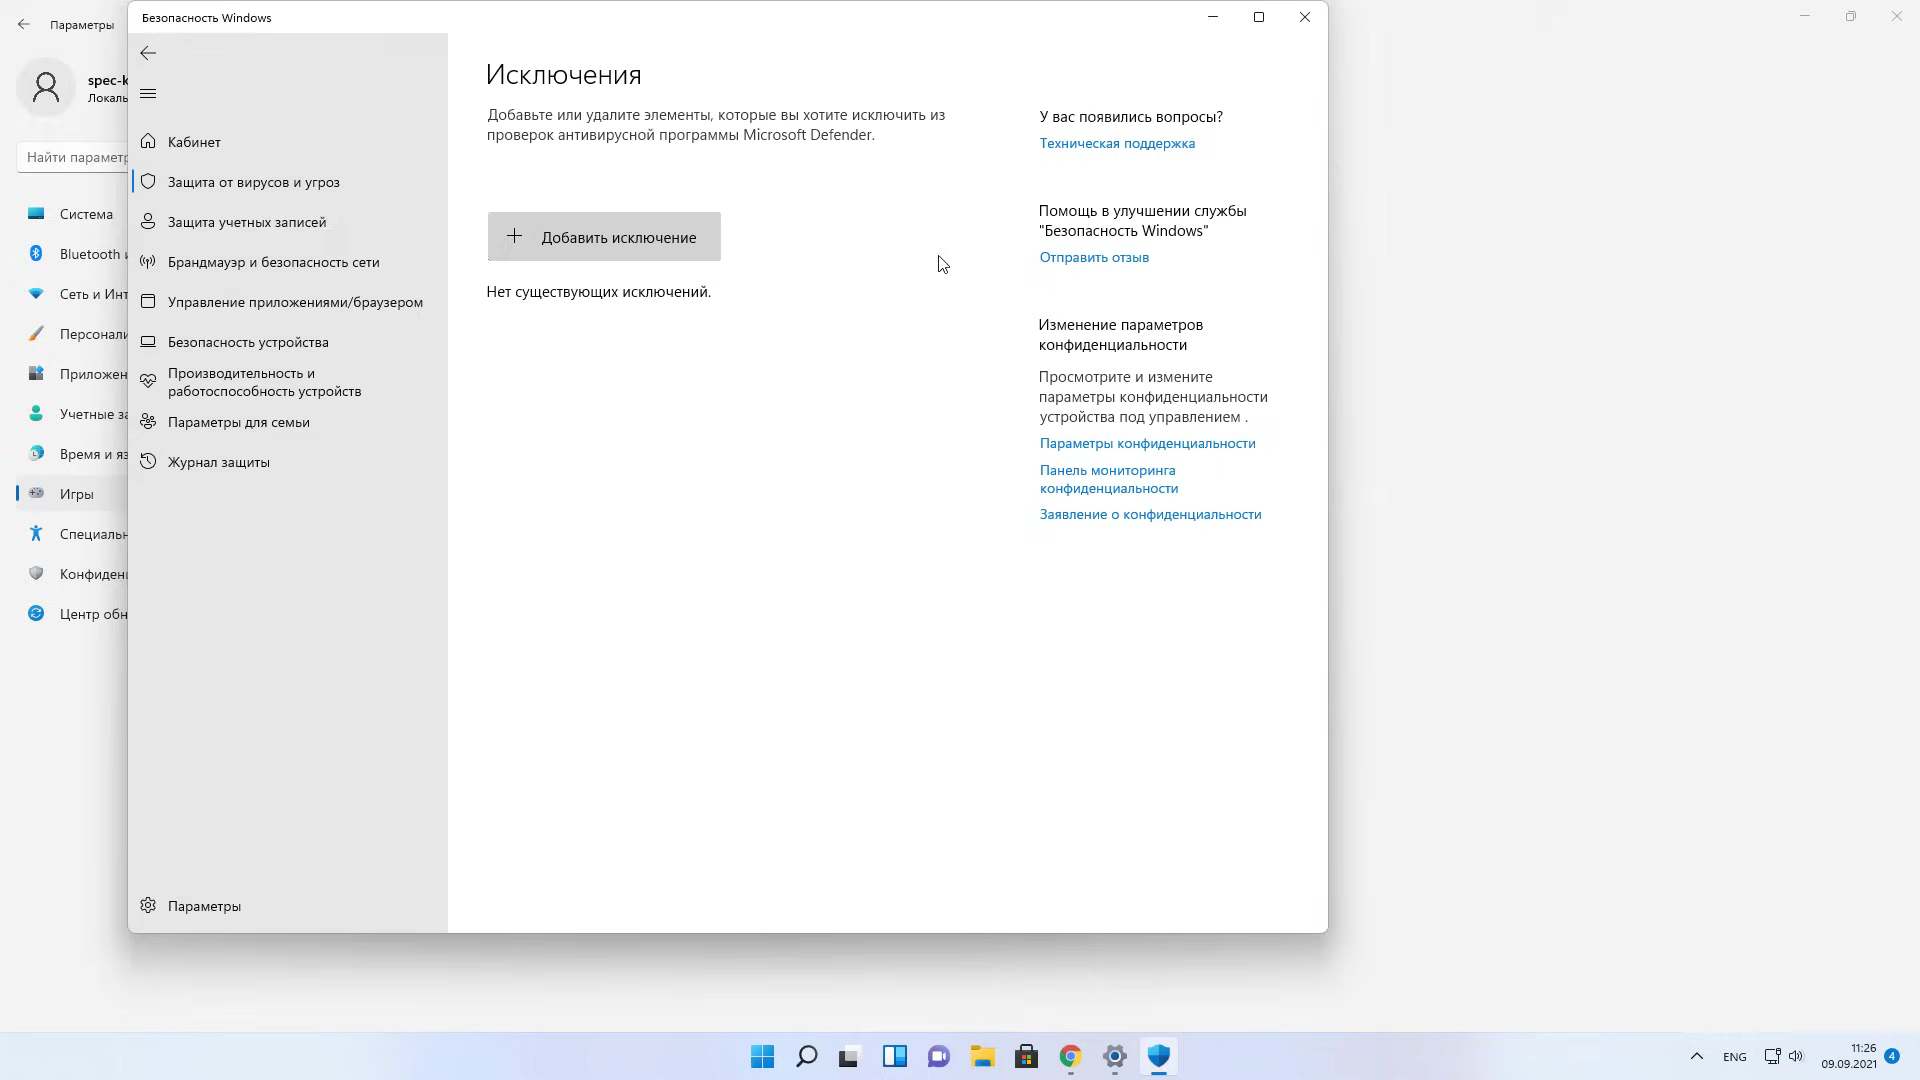 Параметры
spec-k
Локаль
Найти парамет
Система
Bluetooth
Сеть и Инт
Персонали
Приложен
Учетные за
Время и яз
Игры
Специальн
Конфиденц
Центр обн
Безопасность Windows
Кабинет
Защита от вирусов и угроз
Защита учетных записей
Брандмауэр и безопасность сети
Управление приложениями/браузером
Безопасность устройства
Производительность и
работоспособность устройств
Параметры для семьи
Журнал защиты
Параметры
Исключения
Добавьте или удалите элементы, которые вы хотите исключить из
проверок антивирусной программы Microsoft Defender.
Добавить исключение
Нет существующих исключений.
У вас появились вопросы?
Техническая поддержка
Помощь в улучшении службы
"Безопасность Windows"
Отправить отзыв
Изменение параметров
конфиденциальности
Просмотрите и измените
параметры конфиденциальности
устройства под управлением .
Параметры конфиденциальности
Панель мониторинга
конфиденциальности
Заявление о конфиденциальности
ENG
11:26
09.09.2021
4